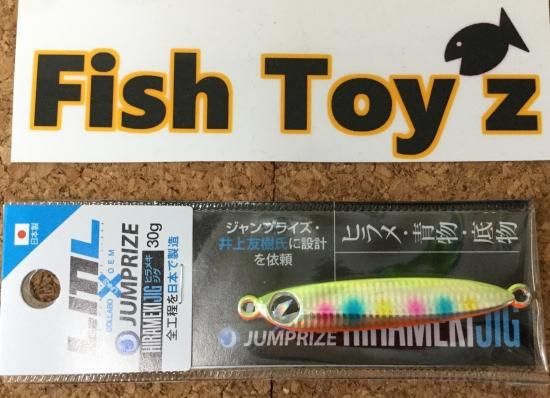 Fish Toy'z
日本製
LML
COLLABO X O.E.M
JUMPRIZE
HIRAMEKIJIG
ヒラメキジグ
30g
全工程を日本で製造
ジャンプライズ・
井上友樹氏に設計
を依頼
ヒラメ・青物・底物
JUMPRIZE HIRAMEKIJIG